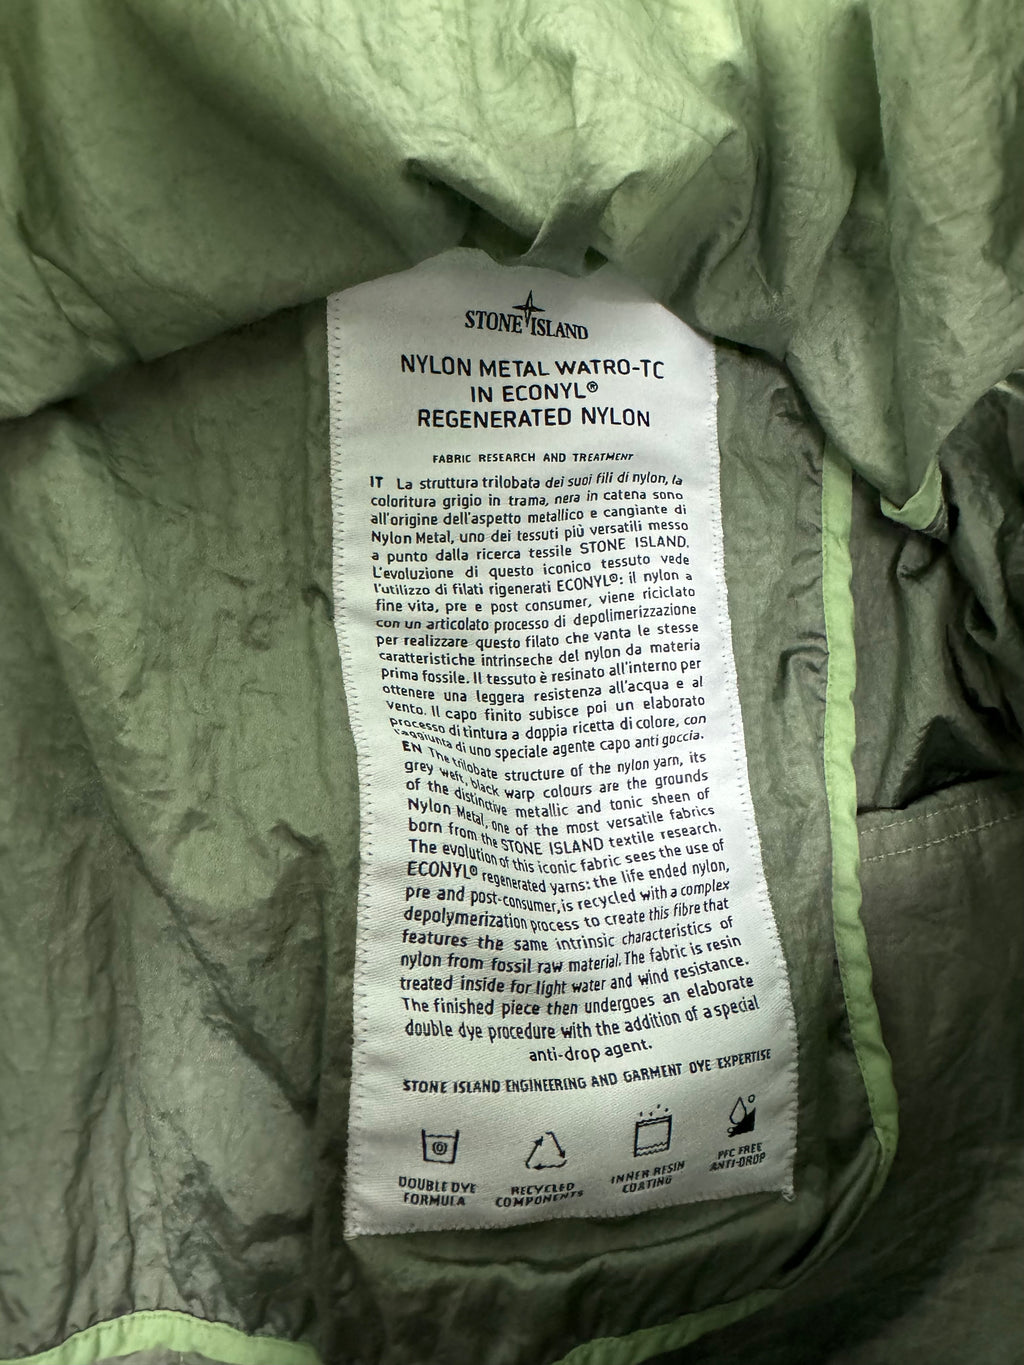 STONE ISLAND
NYLON METAL WATRO-TC
IN ECONYL®
REGENERATED NYLON
FABRIC RESEARCH AND TREATMENT
IT La struttura trilobata dei suoi fili di nylon, la
coloritura grigio in trama, nera in catena sono
all'origine dell'aspetto metallico e cangiante di
Nylon Metal, uno dei tessuti più versatili messo
a punto dalla ricerca tessile STONE ISLAND.
L'evoluzione di questo iconico tessuto vede
l'utilizzo di filati rigenerati ECONYL®: il nylon a
fine vita, pre e post consumer, viene riciclato
con un articolato processo di depolimerizzazione
per realizzare questo filato che vanta le stesse
caratteristiche intrinseche del nylon da materia
prima fossile. Il tessuto è resinato all'interno per
ottenere una leggera resistenza all'acqua e al
vento. Il capo finito subisce poi un elaborato
processo di tintura a doppia ricetta di colore, con
l'aggiunta di uno speciale agente capo anti goccia.
EN The trilobate structure of the nylon yarn, its
grey weft, black warp colours are the grounds
of the distinctive metallic and tonic sheen of
Nylon Metal, one of the most versatile fabrics
born from the STONE ISLAND textile research.
The evolution of this iconic fabric sees the use of
ECONYL® regenerated yarns: the life ended nylon,
pre and post-consumer, is recycled with a complex
depolymerization process to create this fibre that
features the same intrinsic characteristics of
nylon from fossil raw material. The fabric is resin
treated inside for light water and wind resistance.
The finished piece then undergoes an elaborate
double dye procedure with the addition of a special
anti-drop agent.
STONE ISLAND ENGINEERING AND GARMENT DYE EXPERTISE
DOUBLE DYE
FORMULA
RECYCLED
COMPONENTS
INNER RESIN
COATING
PFC FREE
ANTI-DROP